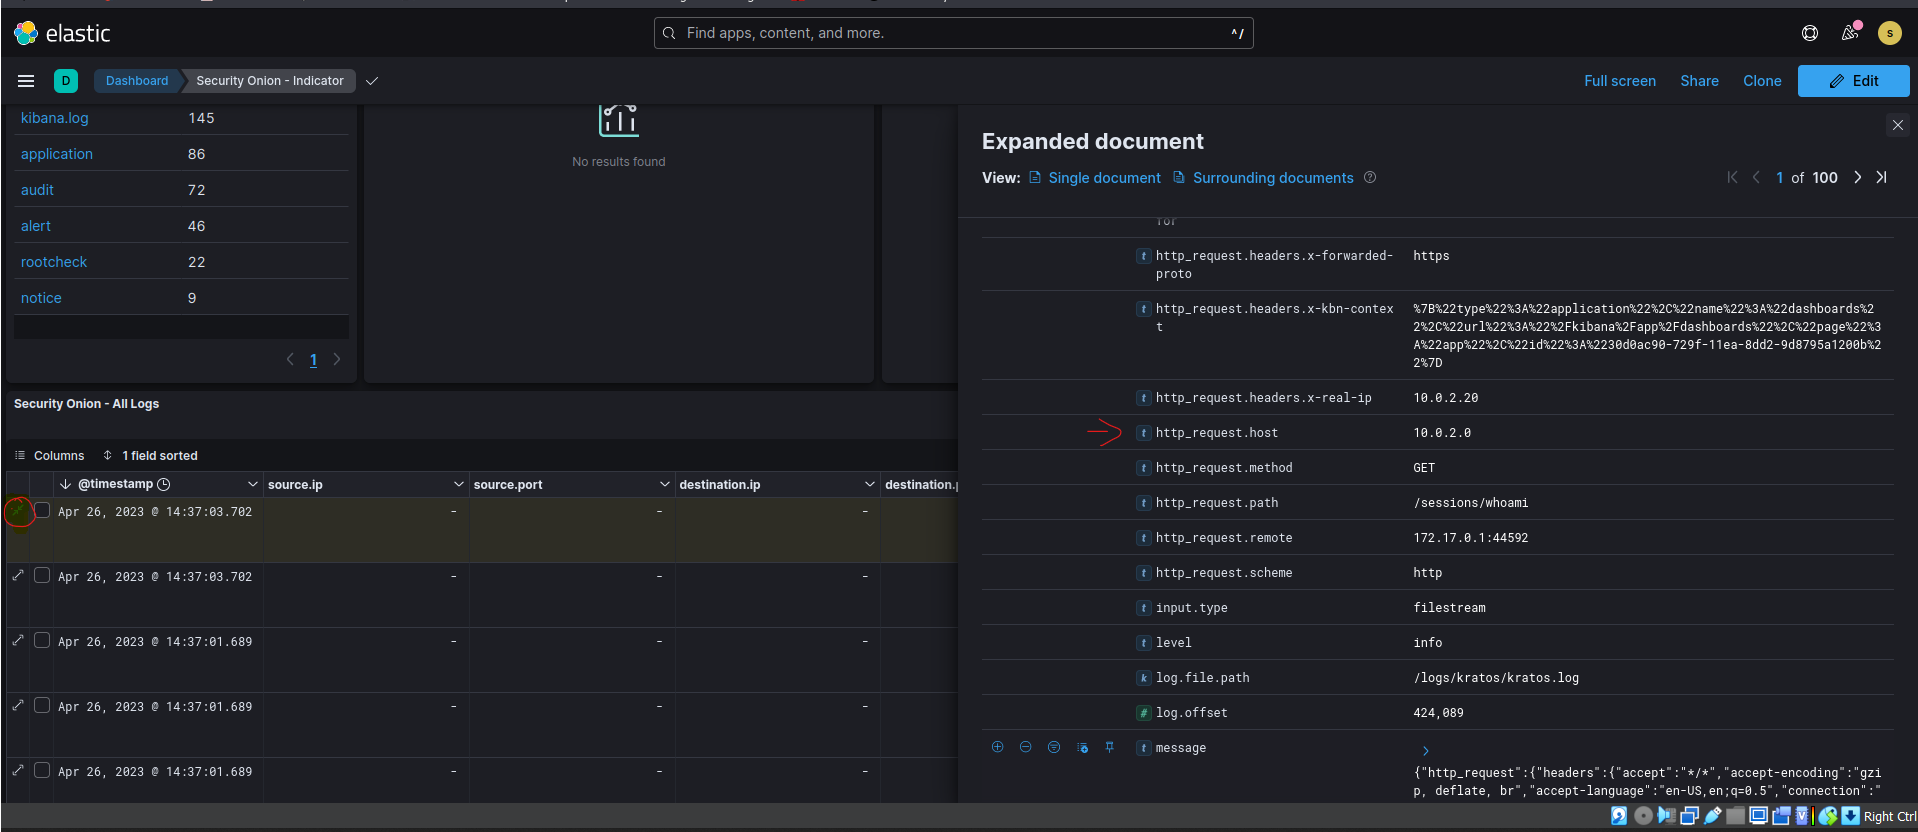 elastic
Find apps, content, and more.
^/
s
D
Dashboard
Security Onion - Indicator
Full screen
Share
Clone
Edit
kibana.log 145
application 86
audit 72
alert 46
rootcheck 22
notice 9
1
No results found
Security Onion - All Logs
Columns
1 field sorted
@timestamp source.ip source.port destination.ip destination.
Apr 26, 2023 @ 14:37:03.702 - - -
Apr 26, 2023 @ 14:37:03.702 - - -
Apr 26, 2023 @ 14:37:01.689 - - -
Apr 26, 2023 @ 14:37:01.689 - - -
Apr 26, 2023 @ 14:37:01.689 - - -
Expanded document
View: Single document Surrounding documents
1 of 100
for
t http_request.headers.x-forwarded- https
proto
t http_request.headers.x-kbn-contex %7B%22type%22%3A%22application%22%2C%22name%22%3A%22dashboards%2
t 2%2C%22url%22%3A%22%2Fkibana%2Fapp%2Fdashboards%22%2C%22page%22%3
A%22app%22%2C%22id%22%3A%2230d0ac90-729f-11ea-8dd2-9d8795a1200b%2
2%7D
t http_request.headers.x-real-ip 10.0.2.20
t http_request.host 10.0.2.0
t http_request.method GET
t http_request.path /sessions/whoami
t http_request.remote 172.17.0.1:44592
t http_request.scheme http
t input.type filestream
t level info
k log.file.path /logs/kratos/kratos.log
# log.offset 424,089
t message
{"http_request":{"headers":{"accept":"*/*","accept-encoding":"gzi
p, deflate, br","accept-language":"en-US,en;q=0.5","connection":"
Right Ctrl